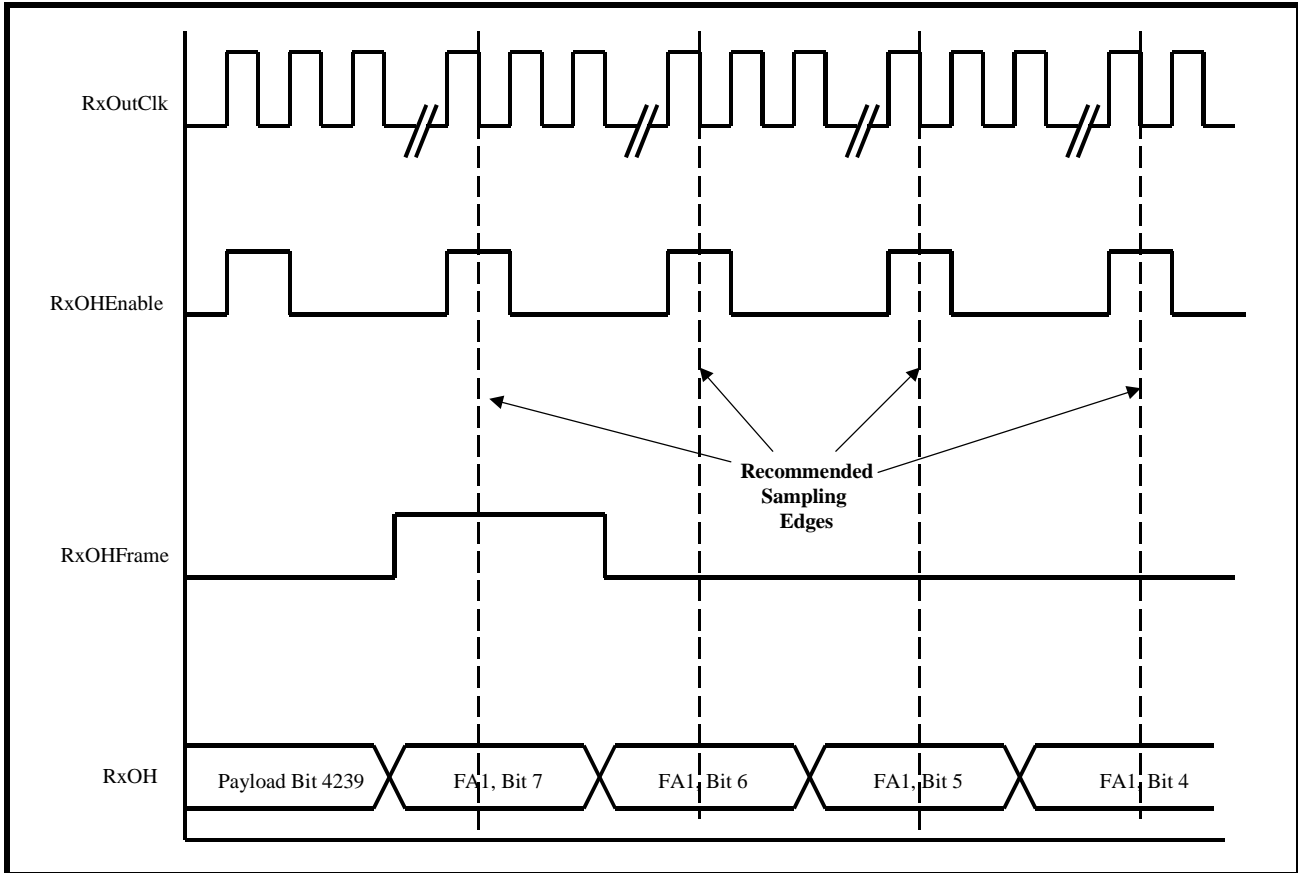 RxOutClk
RxOHEnable
Recommended
Sampling
Edges
RxOHFrame
RxOH
Payload Bit 4239
FA1, Bit 7
FA1, Bit 6
FA1, Bit 5
FA1, Bit 4